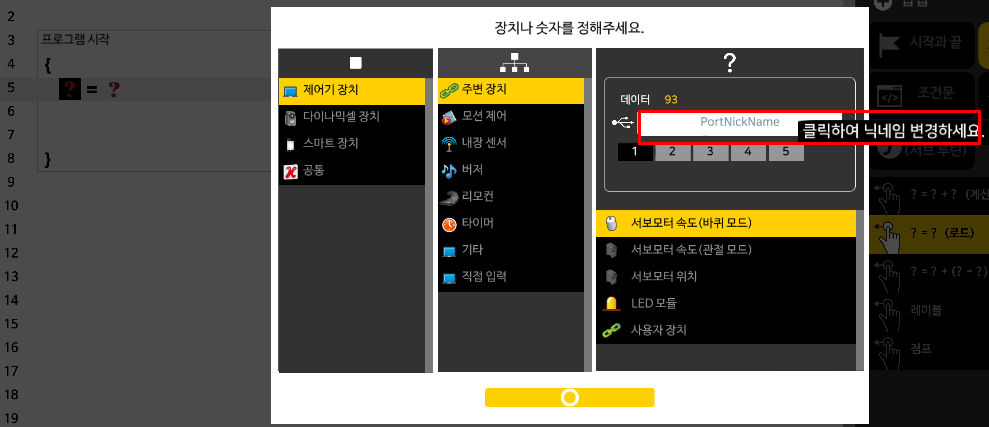 장치나 숫자를 정해주세요.
2
3 프로그램 시작
4 {
5 ? = ?
6
7
8 }
9
10
11
12
13
14
15
16
17
18
19
제어기 장치
다이나믹셀 장치
스마트 장치
공통
주변 장치
모션 제어
내장 센서
버저
리모컨
타이머
기타
직접 입력
?
데이터 93
PortNickName
클릭하여 닉네임 변경하세요.
1 2 3 4 5
서보모터 속도(바퀴 모드)
서보모터 속도(관절 모드)
서보모터 위치
LED 모듈
사용자 장치
시작과 끝
조건문
(서브 루틴)
? = ? + ? (계산
? = ? (로드)
? = ? + (? - ?)
레이블
점프